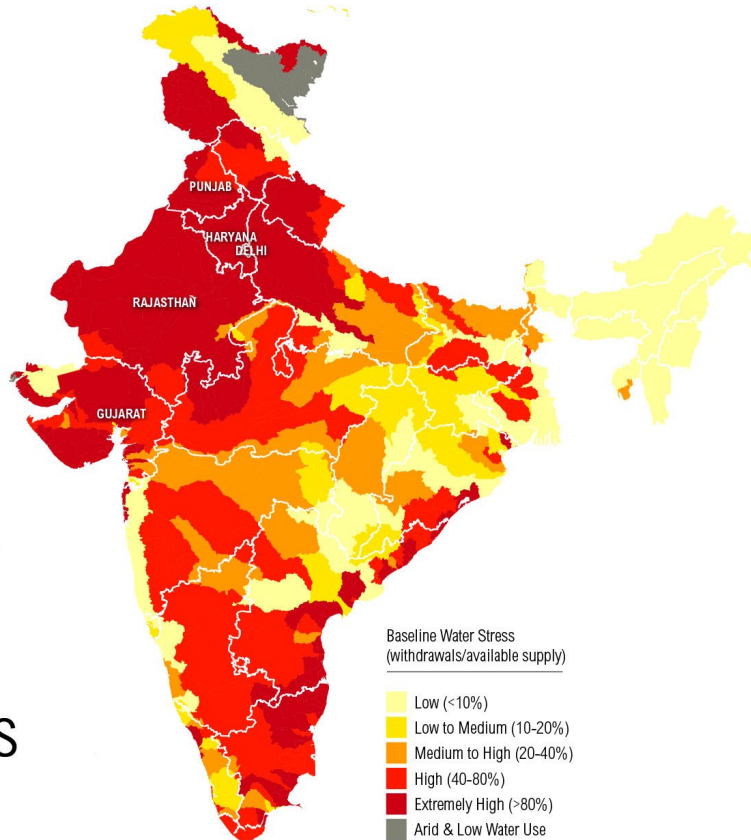 PUNJAB
HARYANA
DELHI
RAJASTHAN
GUJARAT
Baseline Water Stress
(withdrawals/available supply)
Low (<10%)
Low to Medium (10-20%)
Medium to High (20-40%)
High (40-80%)
Extremely High (>80%)
Arid & Low Water Use
S